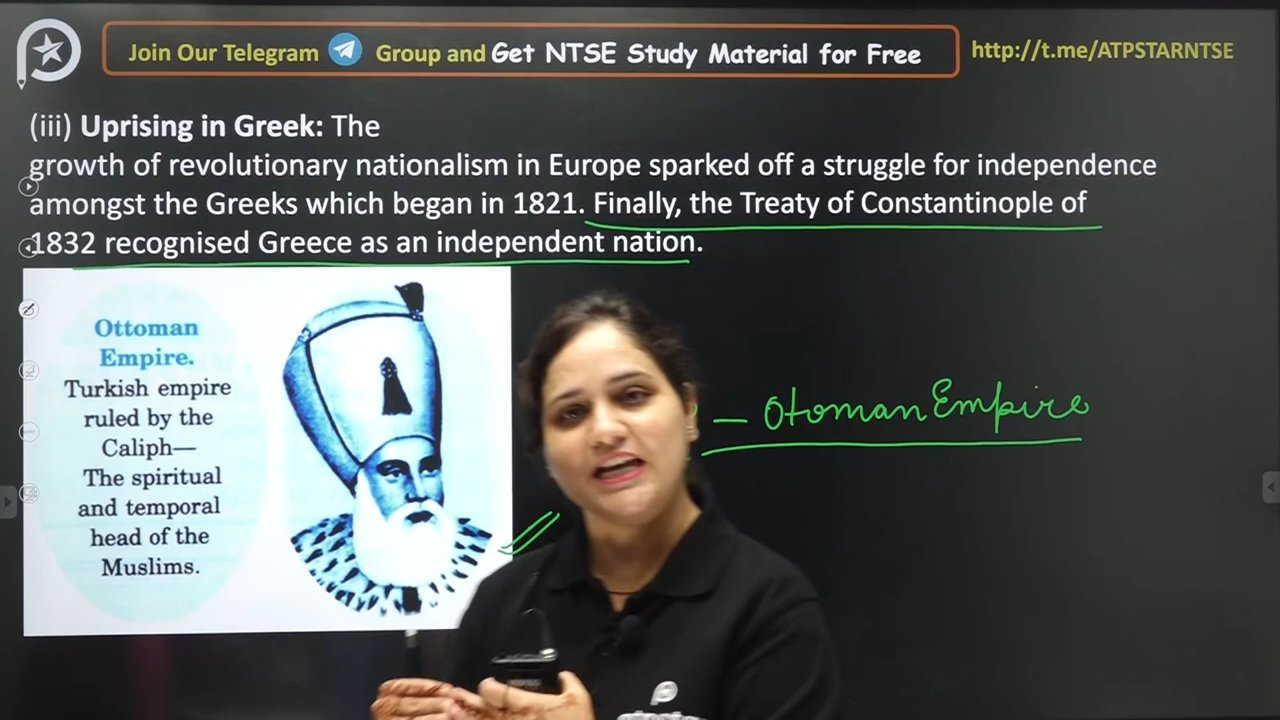 Join Our Telegram Group and Get NTSE Study Material for Free
http://t.me/ATPSTARNTSE
(iii) Uprising in Greek: The
growth of revolutionary nationalism in Europe sparked off a struggle for independence
amongst the Greeks which began in 1821. Finally, the Treaty of Constantinople of
1832 recognised Greece as an independent nation.
Ottoman
Empire.
Turkish empire
ruled by the
Caliph—
The spiritual
and temporal
head of the
Muslims.
— Otoman Empire